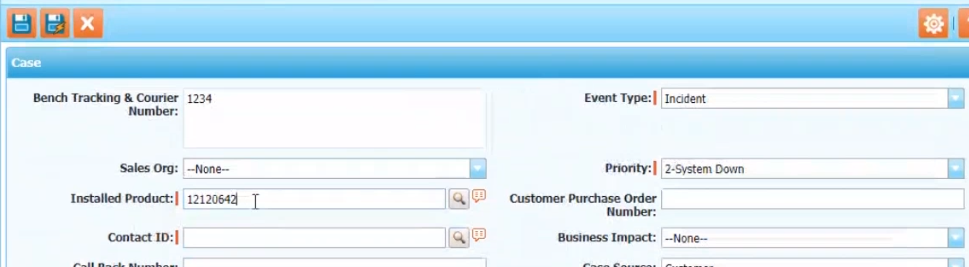 Case
Bench Tracking & Courier
Number:
1234
Event Type:
Incident
Sales Org:
--None--
Priority:
2-System Down
Installed Product:
12120642
Customer Purchase Order
Number:
Contact ID:
Business Impact:
--None--
Call Back Number:
Case Source:
Customer